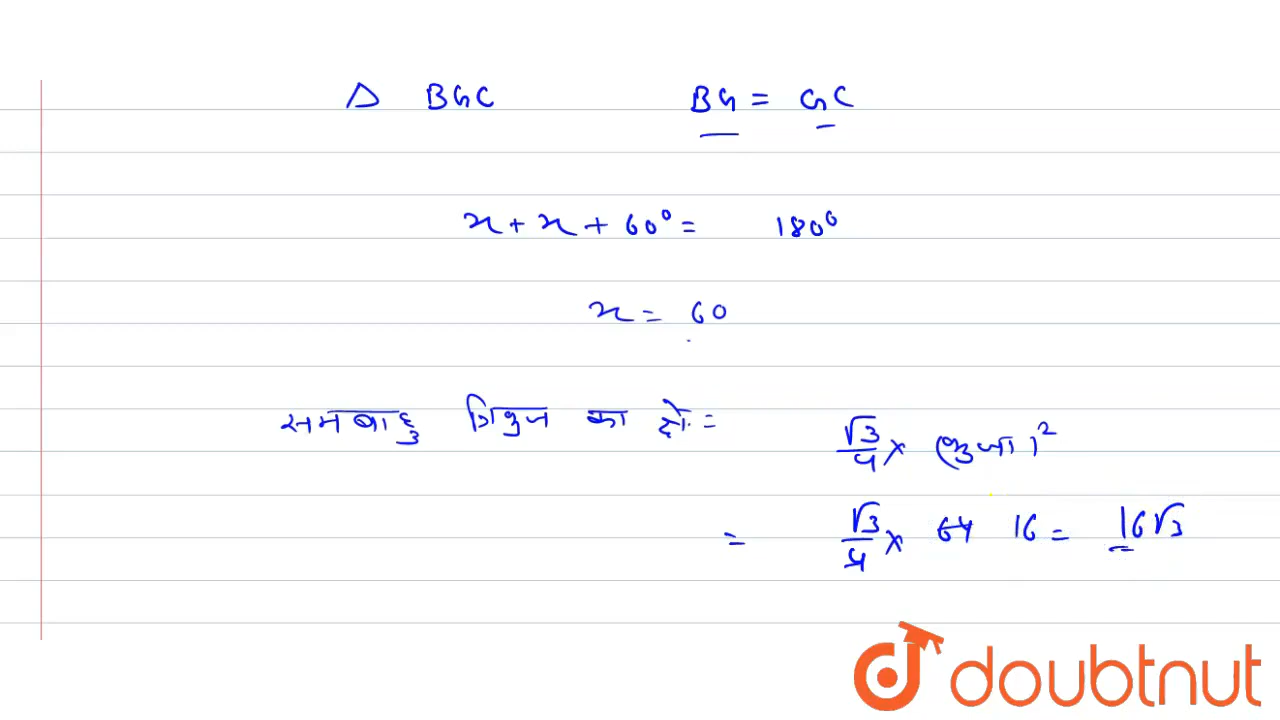 △ BGC BG = GC
x + x + 60° = 180°
x = 60
समबाहु त्रिभुज का क्षे. = √3/4 × (भुजा)²
= √3/4 × 64 16 = 16√3
doubtnut